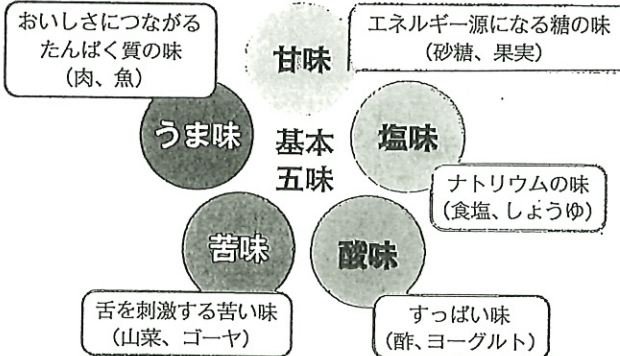 おいしさにつながる
たんぱく質の味
(肉、魚)
甘味
エネルギー源になる糖の味
(砂糖、果実)
うま味
基本
五味
塩味
ナトリウムの味
(食塩、しょうゆ)
苦味
酸味
舌を刺激する苦い味
(山菜、ゴーヤ)
すっぱい味
(酢、ヨーグルト)